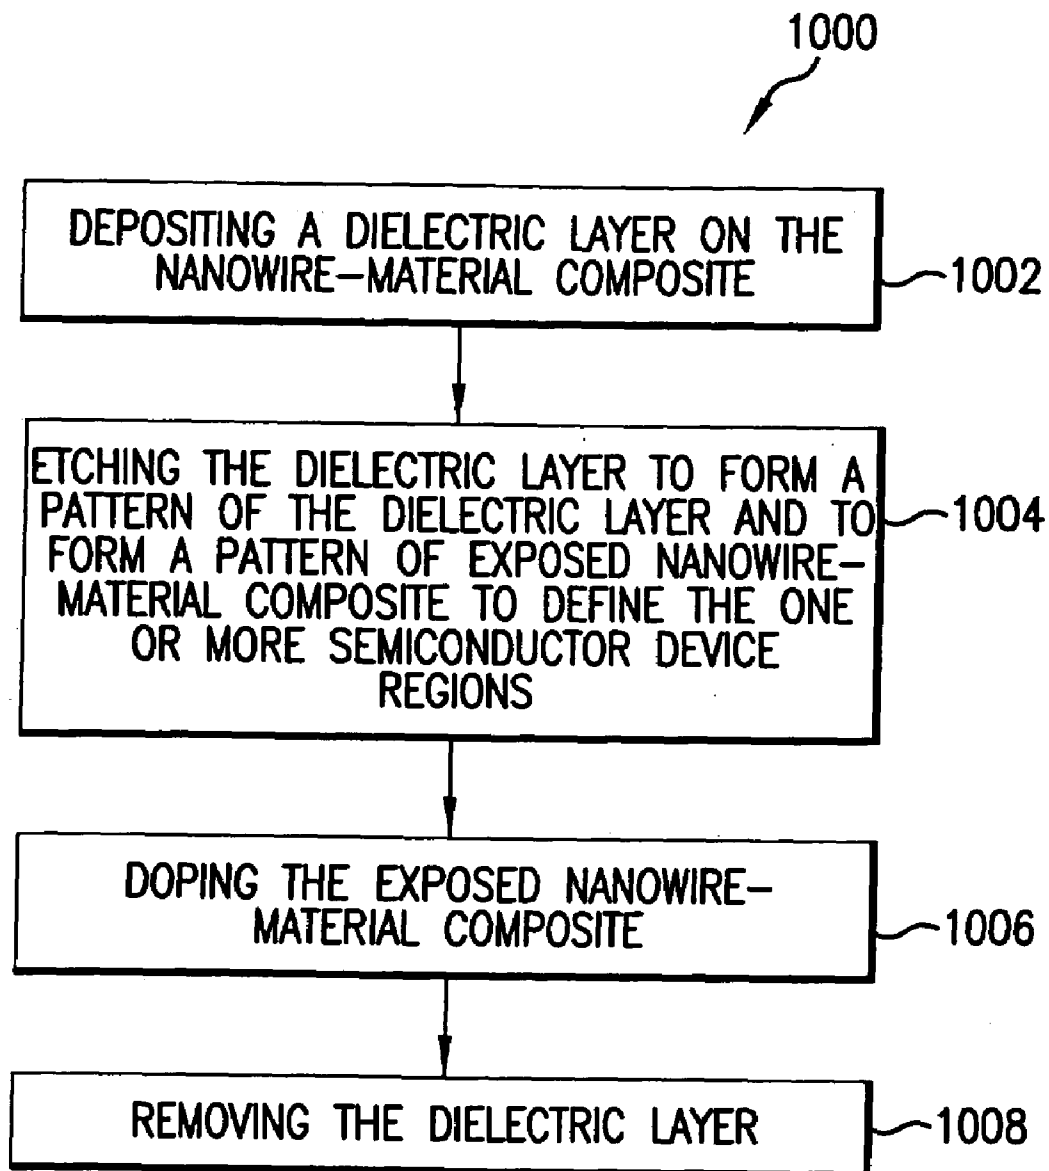 1000
DEPOSITING A DIELECTRIC LAYER ON THE
NANOWIRE-MATERIAL COMPOSITE
1002
ETCHING THE DIELECTRIC LAYER TO FORM A
PATTERN OF THE DIELECTRIC LAYER AND TO
FORM A PATTERN OF EXPOSED NANOWIRE-
MATERIAL COMPOSITE TO DEFINE THE ONE
OR MORE SEMICONDUCTOR DEVICE
REGIONS
1004
DOPING THE EXPOSED NANOWIRE-
MATERIAL COMPOSITE
1006
REMOVING THE DIELECTRIC LAYER
1008